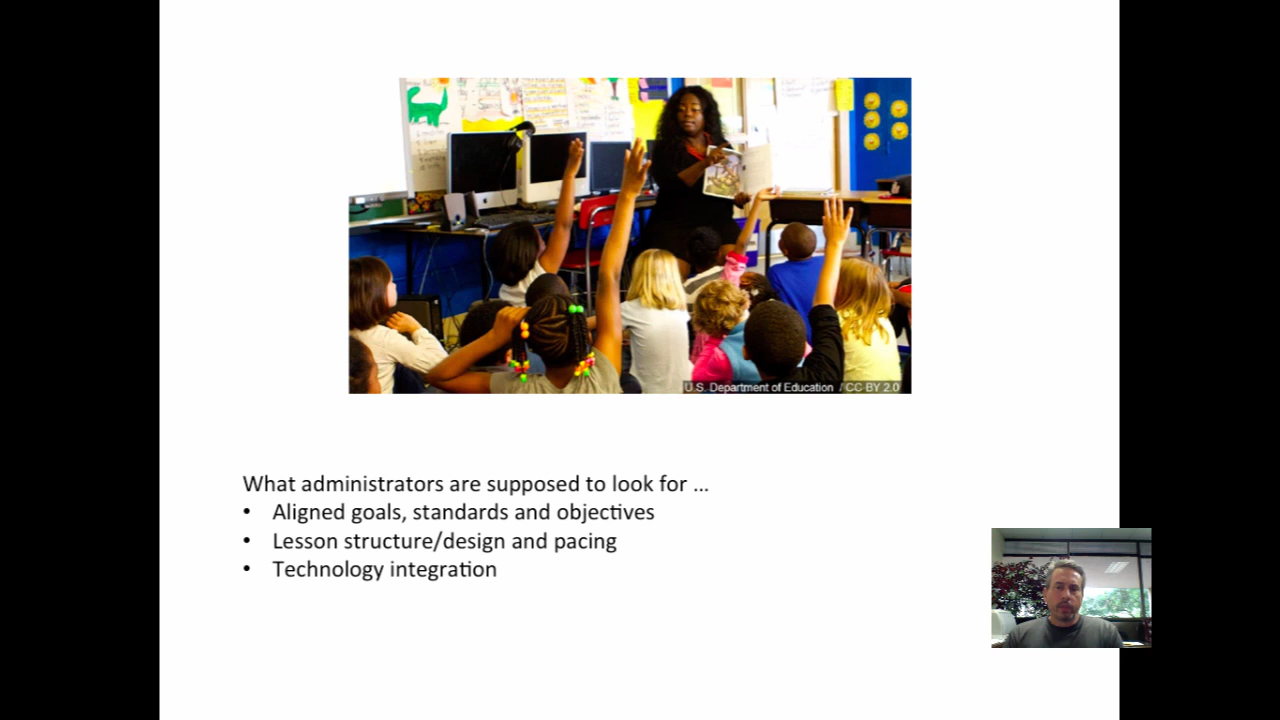 U.S. Department of Education / CC BY 2.0
What administrators are supposed to look for ...
• Aligned goals, standards and objectives
• Lesson structure/design and pacing
• Technology integration